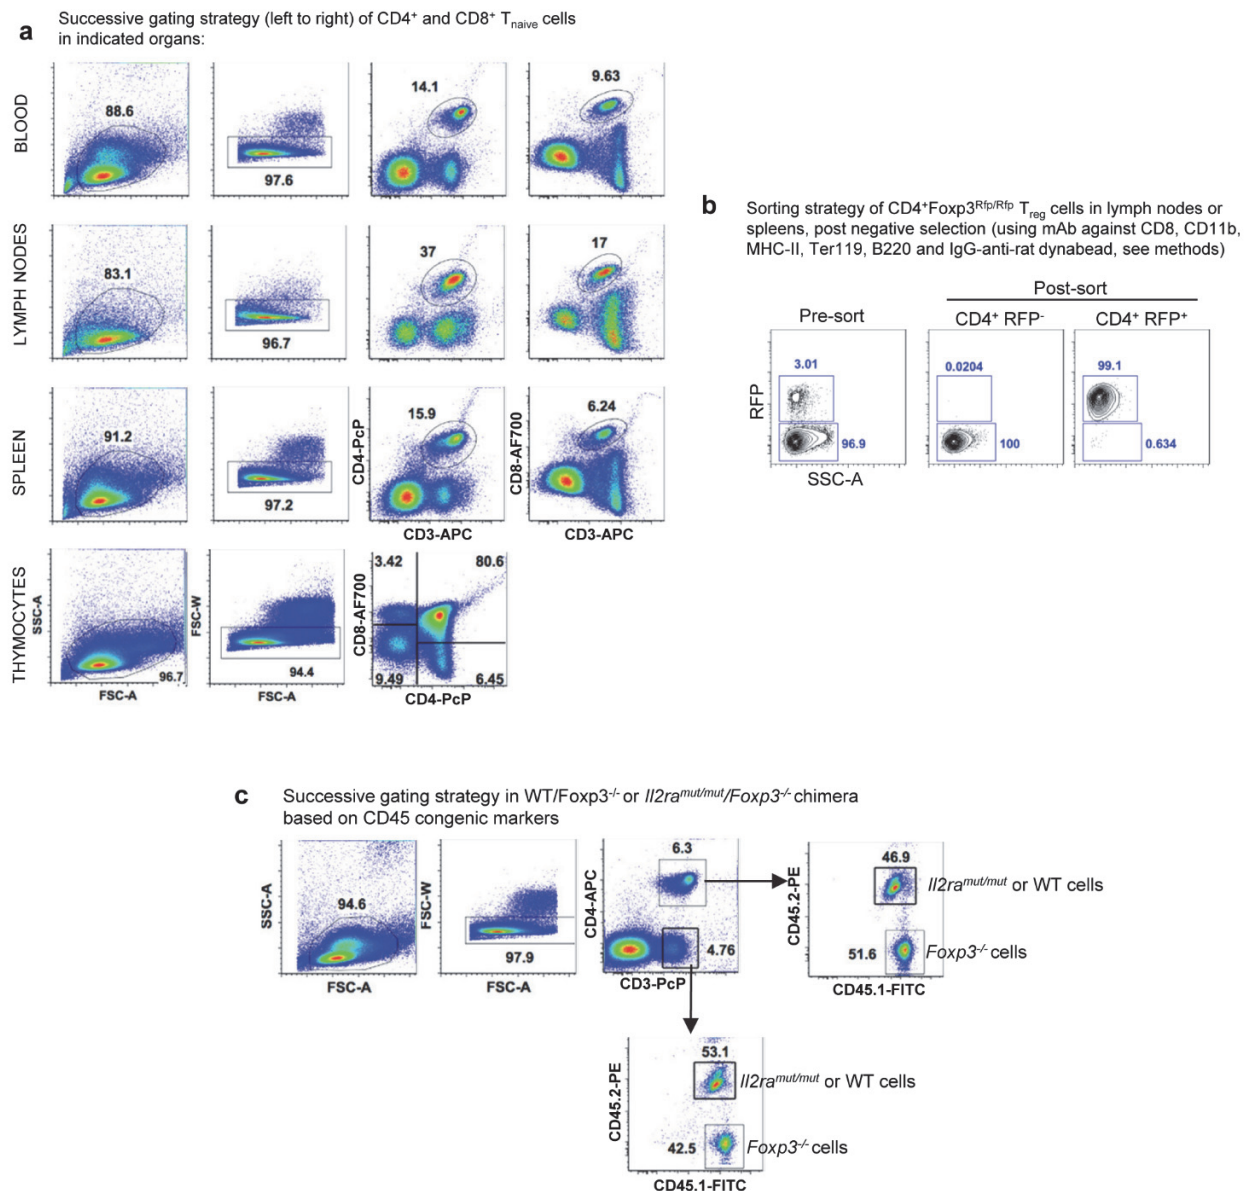 a
Successive gating strategy (left to right) of CD4+ and CD8+ Tnaive cells
in indicated organs:
BLOOD
88.6
97.6
14.1
9.63
LYMPH NODES
83.1
96.7
37
17
SPLEEN
91.2
97.2
15.9
6.24
CD4-PcP
CD8-AF700
CD3-APC
CD3-APC
THYMOCYTES
SSC-A
96.7
FSC-A
FSC-W
94.4
FSC-A
CD8-AF700
3.42
80.6
9.49
6.45
CD4-PcP
b
Sorting strategy of CD4+Foxp3Rfp/Rfp Treg cells in lymph nodes or
spleens, post negative selection (using mAb against CD8, CD11b,
MHC-II, Ter119, B220 and IgG-anti-rat dynabead, see methods)
Post-sort
Pre-sort
CD4+ RFP-
CD4+ RFP+
RFP
3.01
96.9
0.0204
100
99.1
0.634
SSC-A
c
Successive gating strategy in WT/Foxp3-/- or Il2ramut/mut/Foxp3-/- chimera
based on CD45 congenic markers
SSC-A
94.6
FSC-A
FSC-W
97.9
FSC-A
CD4-APC
6.3
4.76
CD3-PcP
CD45.2-PE
46.9
Il2ramut/mut or WT cells
51.6
Foxp3-/- cells
CD45.1-FITC
CD45.2-PE
53.1
Il2ramut/mut or WT cells
42.5
Foxp3-/- cells
CD45.1-FITC